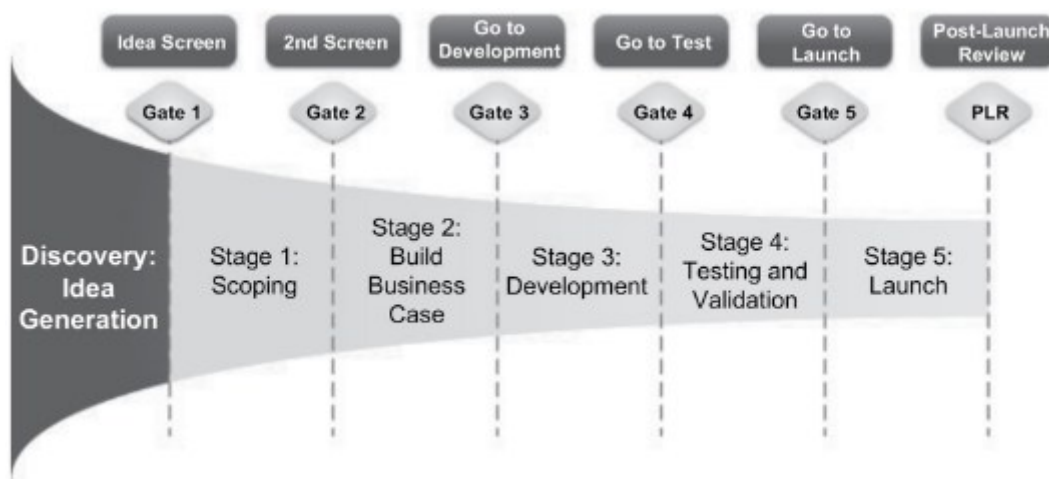 Idea Screen
2nd Screen
Go to
Development
Go to Test
Go to
Launch
Post-Launch
Review
Gate 1
Gate 2
Gate 3
Gate 4
Gate 5
PLR
Discovery:
Idea
Generation
Stage 1:
Scoping
Stage 2:
Build
Business
Case
Stage 3:
Development
Stage 4:
Testing and
Validation
Stage 5:
Launch